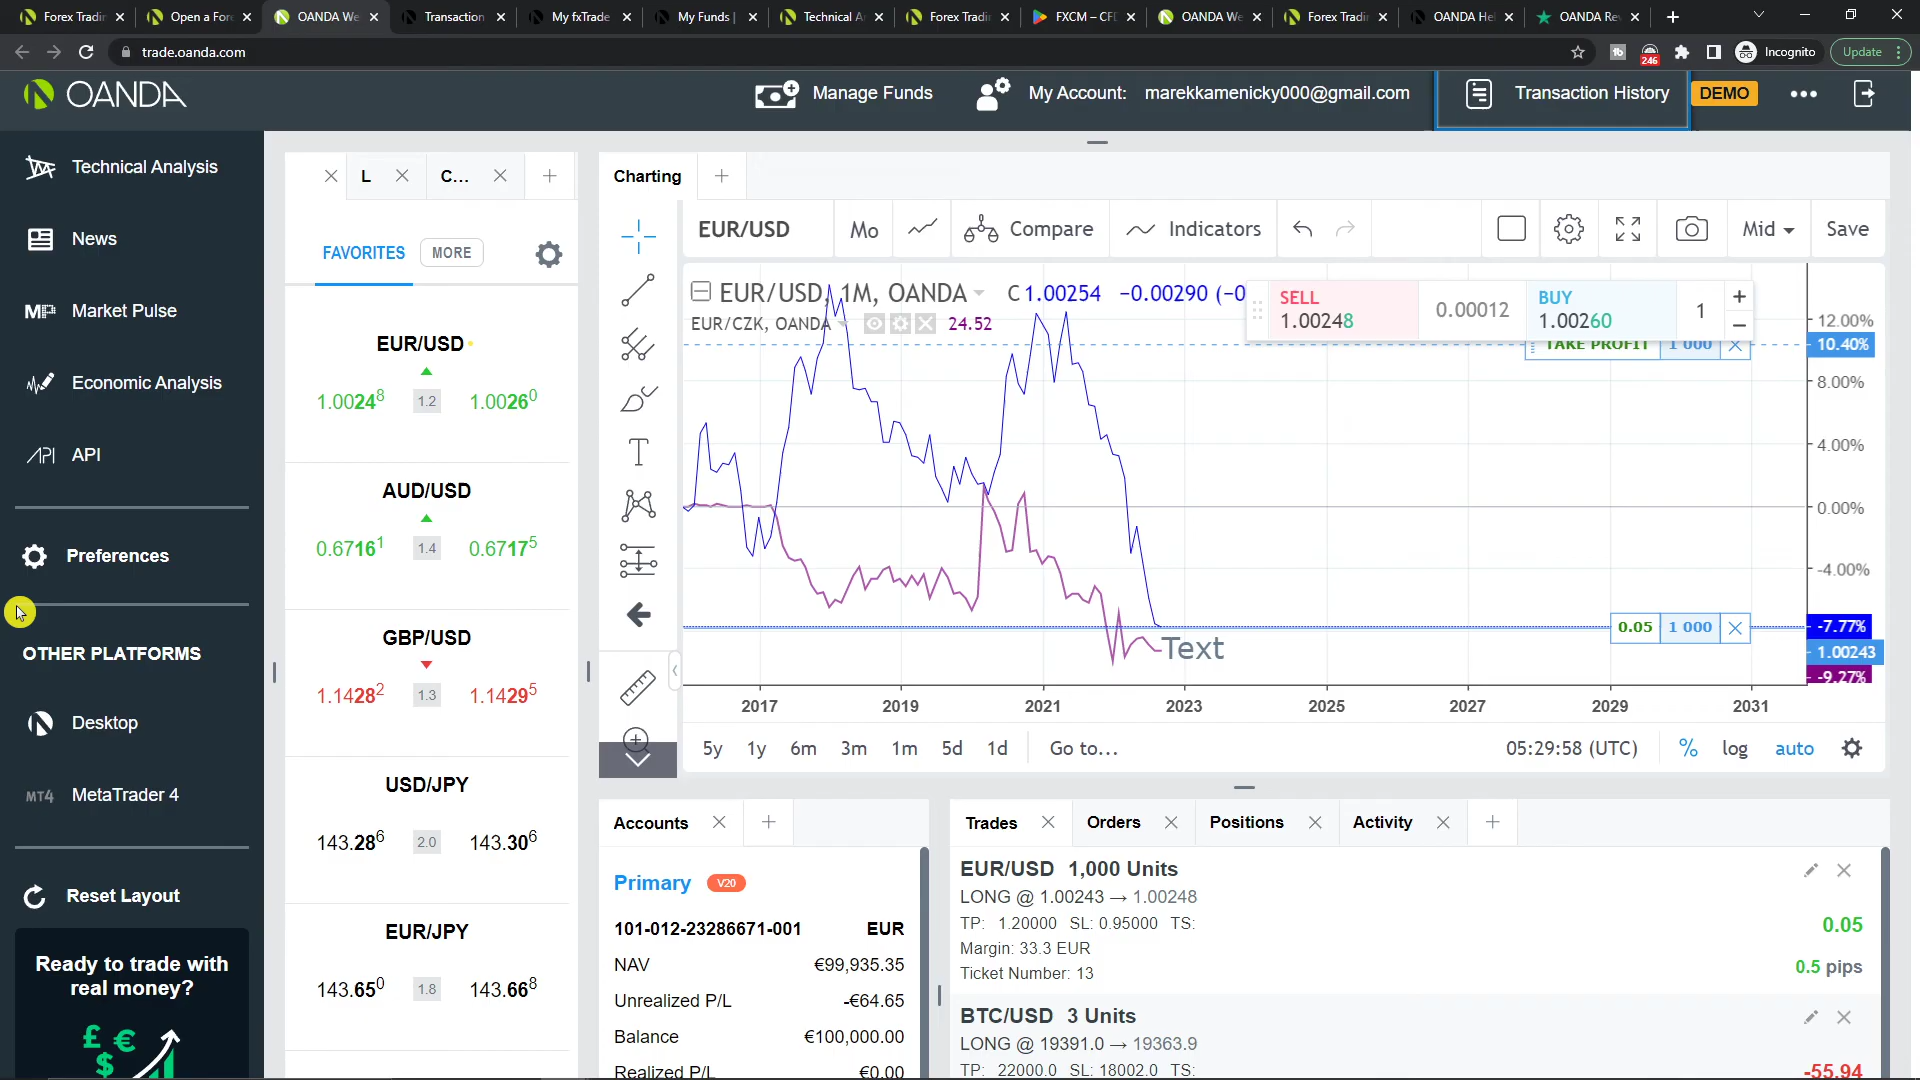 Forex Tradin
Open a Fore
OANDA We
Transaction
My fxTrade
My Funds |
Technical A
Forex Tradin
FXCM – CFD
OANDA We
Forex Tradin
OANDA Hel
OANDA Rev
trade.oanda.com
246
Incognito
Update
OANDA
Manage Funds
My Account: marekkamenicky000@gmail.com
Transaction History
DEMO
Technical Analysis
News
Market Pulse
Economic Analysis
API
Preferences
OTHER PLATFORMS
Desktop
MT4 MetaTrader 4
Reset Layout
Ready to trade with
real money?
L
C...
FAVORITES
MORE
EUR/USD
1.00248 1.2 1.00260
AUD/USD
0.67161 1.4 0.67175
GBP/USD
1.14282 1.3 1.14295
USD/JPY
143.286 2.0 143.306
EUR/JPY
143.650 1.8 143.668
Charting
EUR/USD
Mo
Compare
Indicators
Mid
Save
EUR/USD, 1M, OANDA C1.00254 −0.00290 (−0
EUR/CZK, OANDA 24.52
SELL
1.00248
0.00012
BUY
1.00260
1
TAKE PROFIT 1 000
12.00%
10.40%
8.00%
4.00%
0.00%
-4.00%
0.05 1 000
-7.77%
1.00243
-9.27%
Text
2017 2019 2021 2023 2025 2027 2029 2031
5y 1y 6m 3m 1m 5d 1d Go to...
05:29:58 (UTC) % log auto
Accounts
Primary V20
101-012-23286671-001 EUR
NAV €99,935.35
Unrealized P/L -€64.65
Balance €100,000.00
Realized P/L €0.00
Trades
Orders
Positions
Activity
EUR/USD 1,000 Units
LONG @ 1.00243 → 1.00248
TP: 1.20000 SL: 0.95000 TS:
0.05
Margin: 33.3 EUR
0.5 pips
Ticket Number: 13
BTC/USD 3 Units
LONG @ 19391.0 → 19363.9
TP: 22000.0 SL: 18002.0 TS:
-55.94